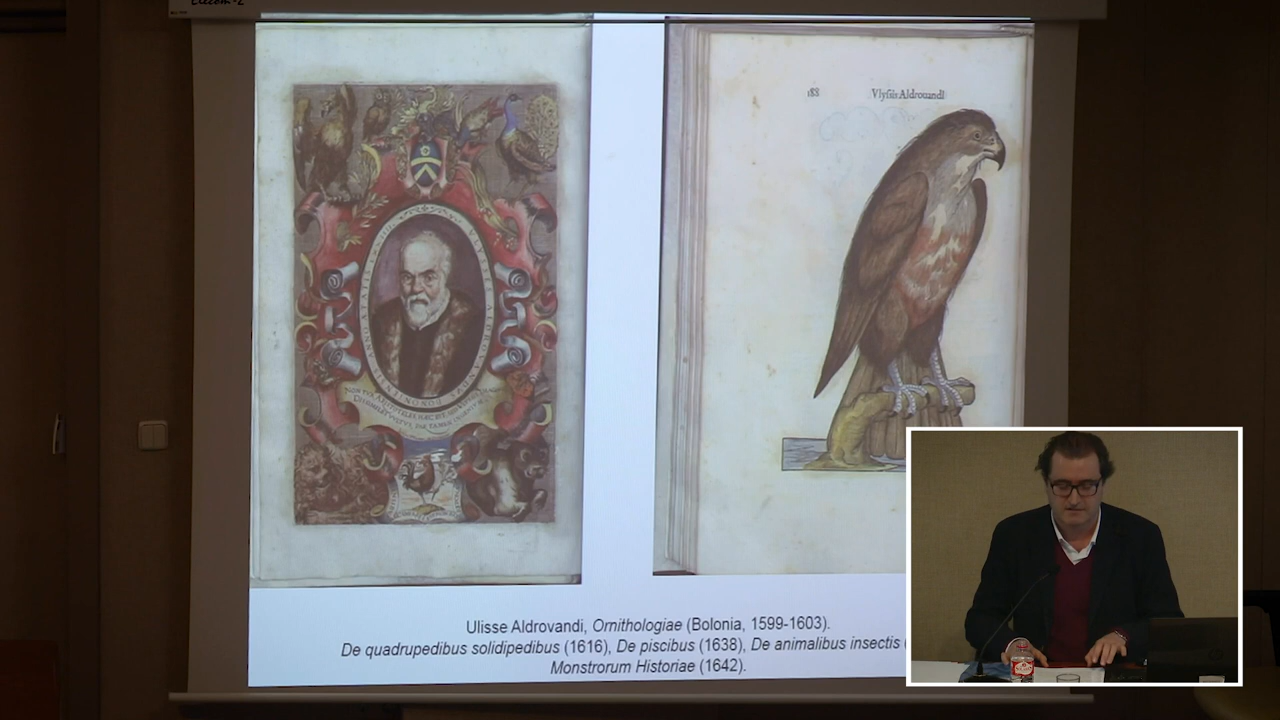 188
Vlyssis Aldrouandi
Ulisse Aldrovandi, Ornithologiae (Bolonia, 1599-1603).
De quadrupedibus solidipedibus (1616), De piscibus (1638), De animalibus insectis (
Monstrorum Historiae (1642).